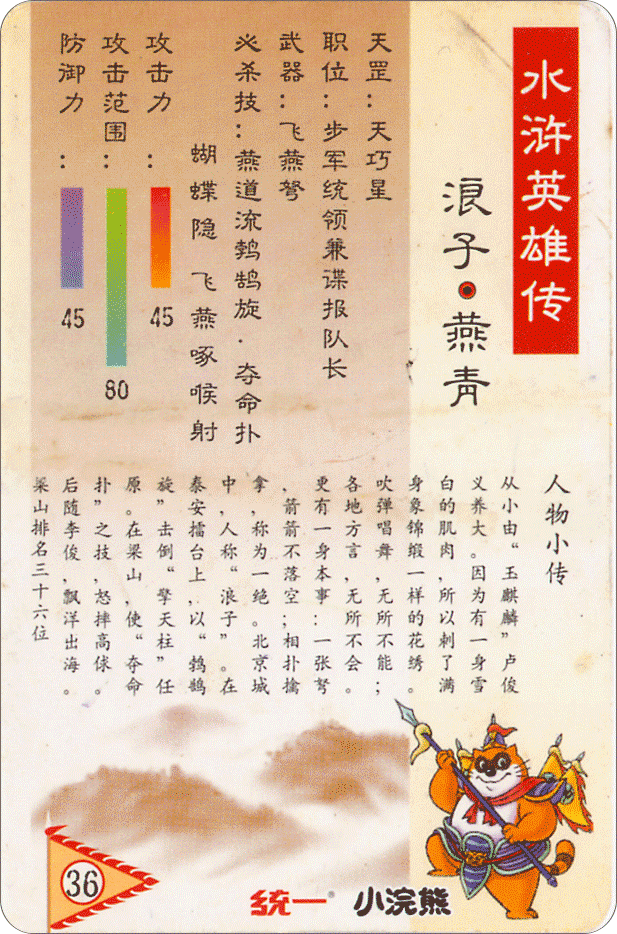 水浒英雄传
浪子·燕青
天罡：天巧星
职位：步军统领兼谍报队长
武器：飞燕弩
必杀技：燕道流鹁鸪旋·夺命扑
蝴蝶隐 飞燕啄喉射
攻击力：
45
攻击范围：
80
防御力：
45
人物小传
从小由“玉麒麟”卢俊
义养大。因为有一身雪
白的肌肉，所以刺了满
身象锦缎一样的花绣。
吹弹唱舞，无所不能；
各地方言，无所不会。
更有一身本事：一张弩
，箭箭不落空；相扑擒
拿，称为一绝。北京城
中，人称“浪子”。在
泰安擂台上，以“鹁鸪
旋”击倒“擎天柱”任
原。在梁山，使“夺命
扑”之技，怒摔高俅。
后随李俊，飘洋出海。
梁山排名三十六位
36
统一® 小浣熊